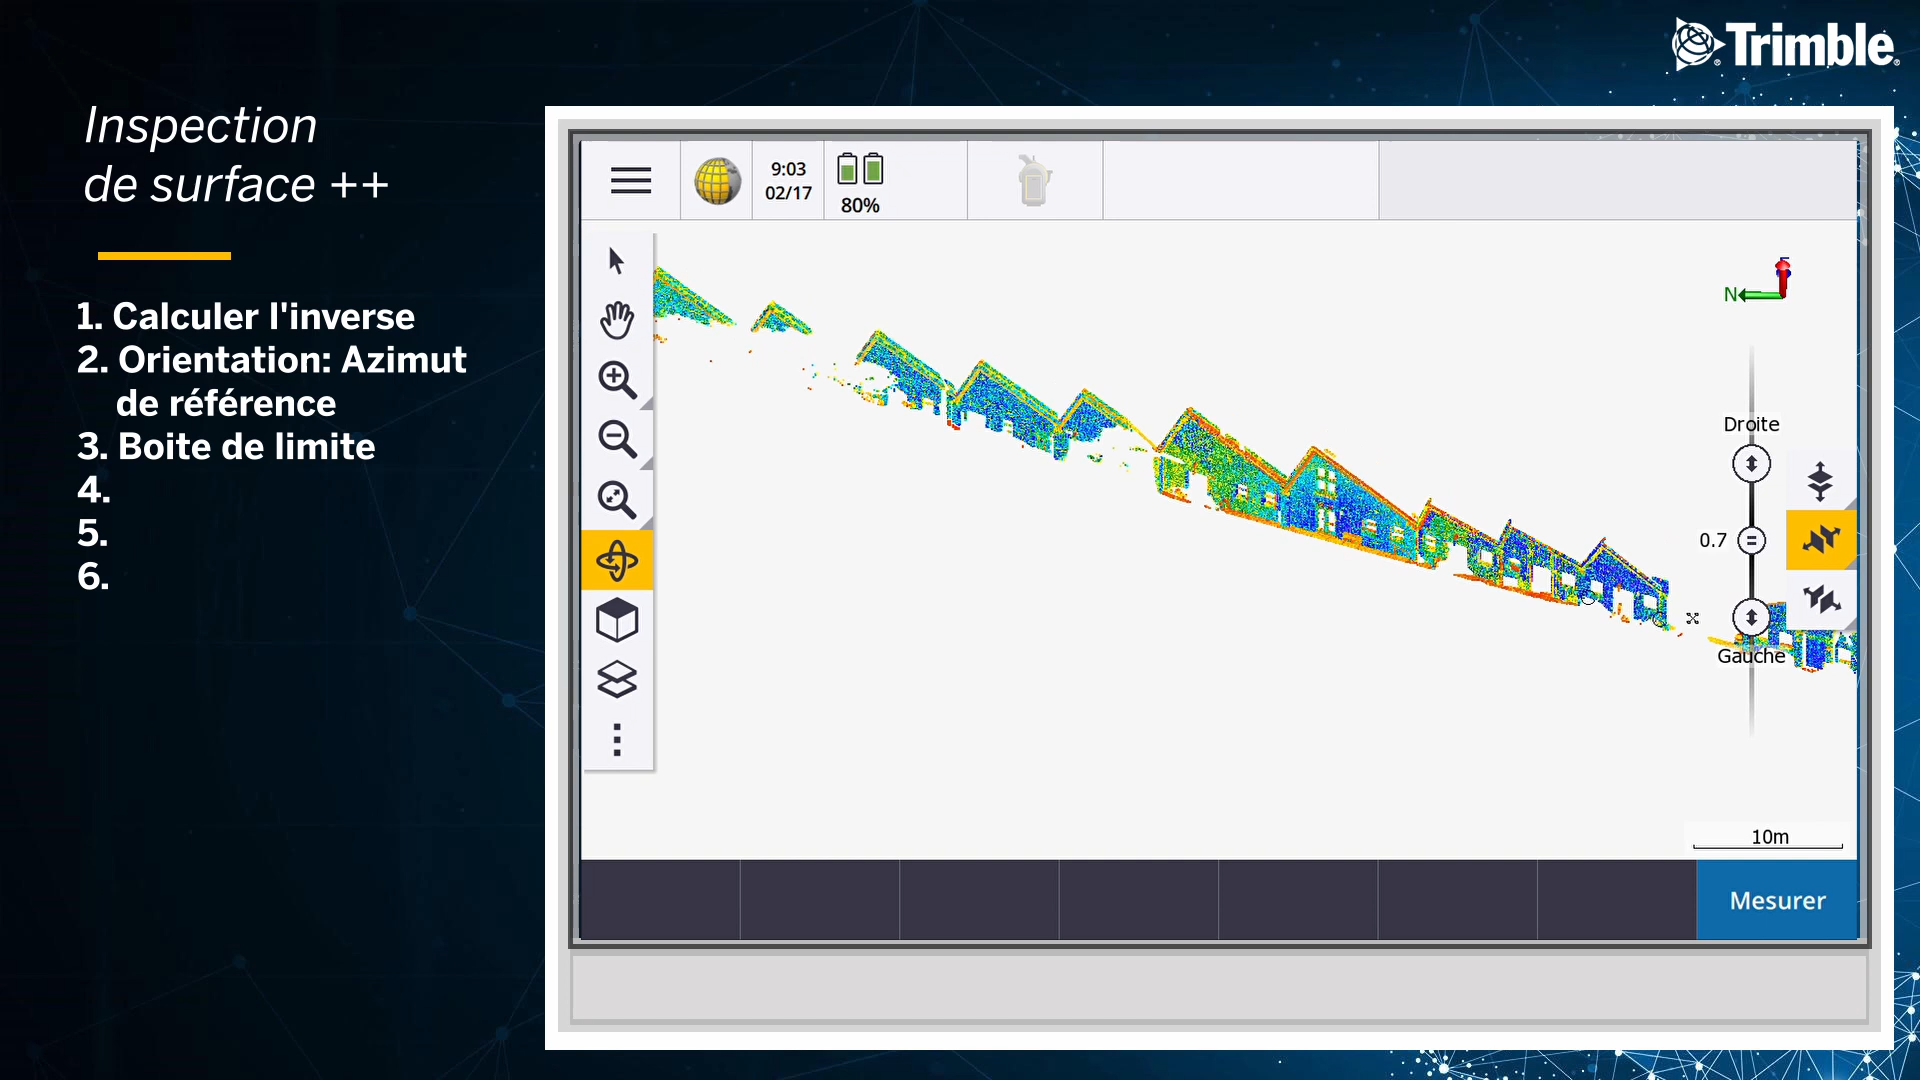 Trimble
Inspection
de surface ++
1. Calculer l'inverse
2. Orientation: Azimut
de référence
3. Boite de limite
4.
5.
6.
9:03
02/17
80%
N
Droite
0.7
Gauche
10m
Mesurer